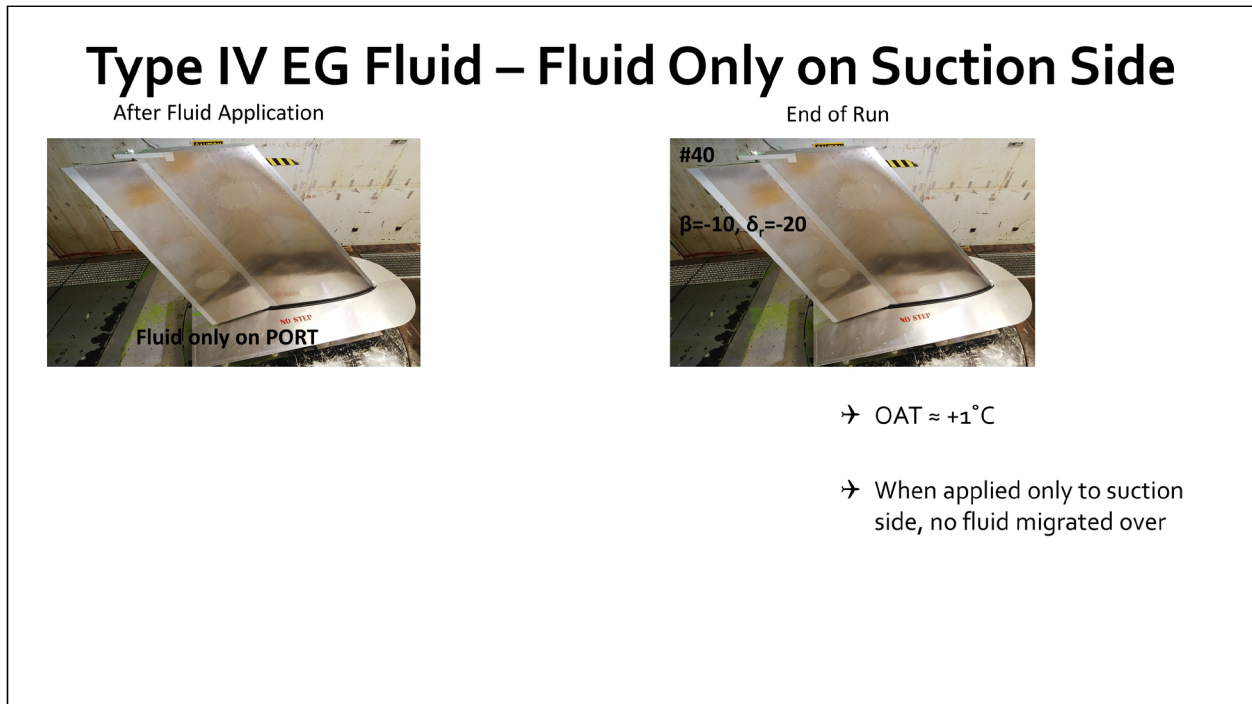 Type IV EG Fluid – Fluid Only on Suction Side
After Fluid Application
End of Run
NO STEP
Fluid only on PORT
#40
β=-10, δr=-20
NO STEP
✈ OAT ≈ +1°C
✈ When applied only to suction
side, no fluid migrated over